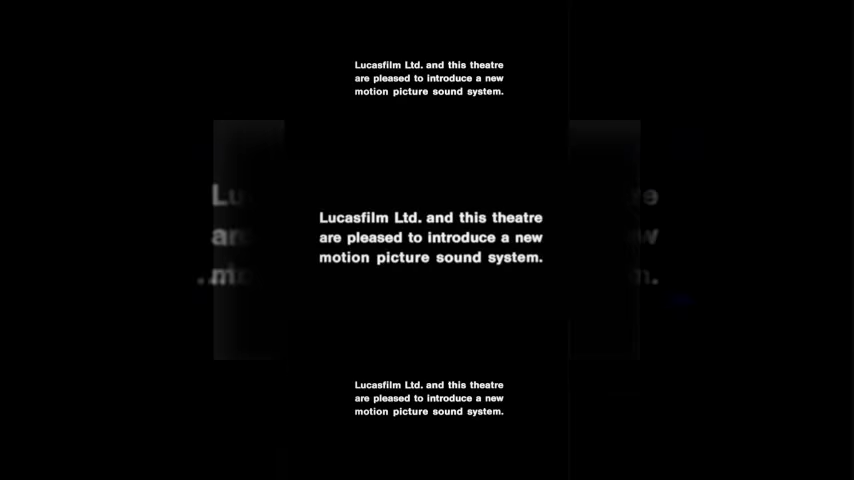 Lucasfilm Ltd. and this theatre
are pleased to introduce a new
motion picture sound system.
Lucasfilm Ltd. and this theatre
are pleased to introduce a new
motion picture sound system.
Lucasfilm Ltd. and this theatre
are pleased to introduce a new
motion picture sound system.